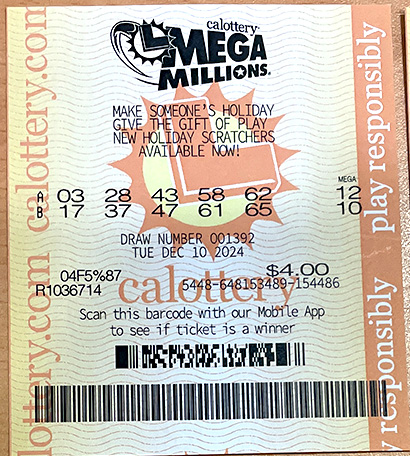 calottery
MEGA
MILLIONS
MAKE SOMEONE'S HOLIDAY
GIVE THE GIFT OF PLAY
NEW HOLIDAY SCRATCHERS
AVAILABLE NOW!
MEGA
A 03 28 43 58 62 12
B 17 37 47 61 65 10
DRAW NUMBER 001392
TUE DEC 10 2024
04F5%87 $4.00
R1036714 5448-648153489-154486
calottery
Scan this barcode with our Mobile App
to see if ticket is a winner
lottery.com calottery.com
play responsibly
y responsibly